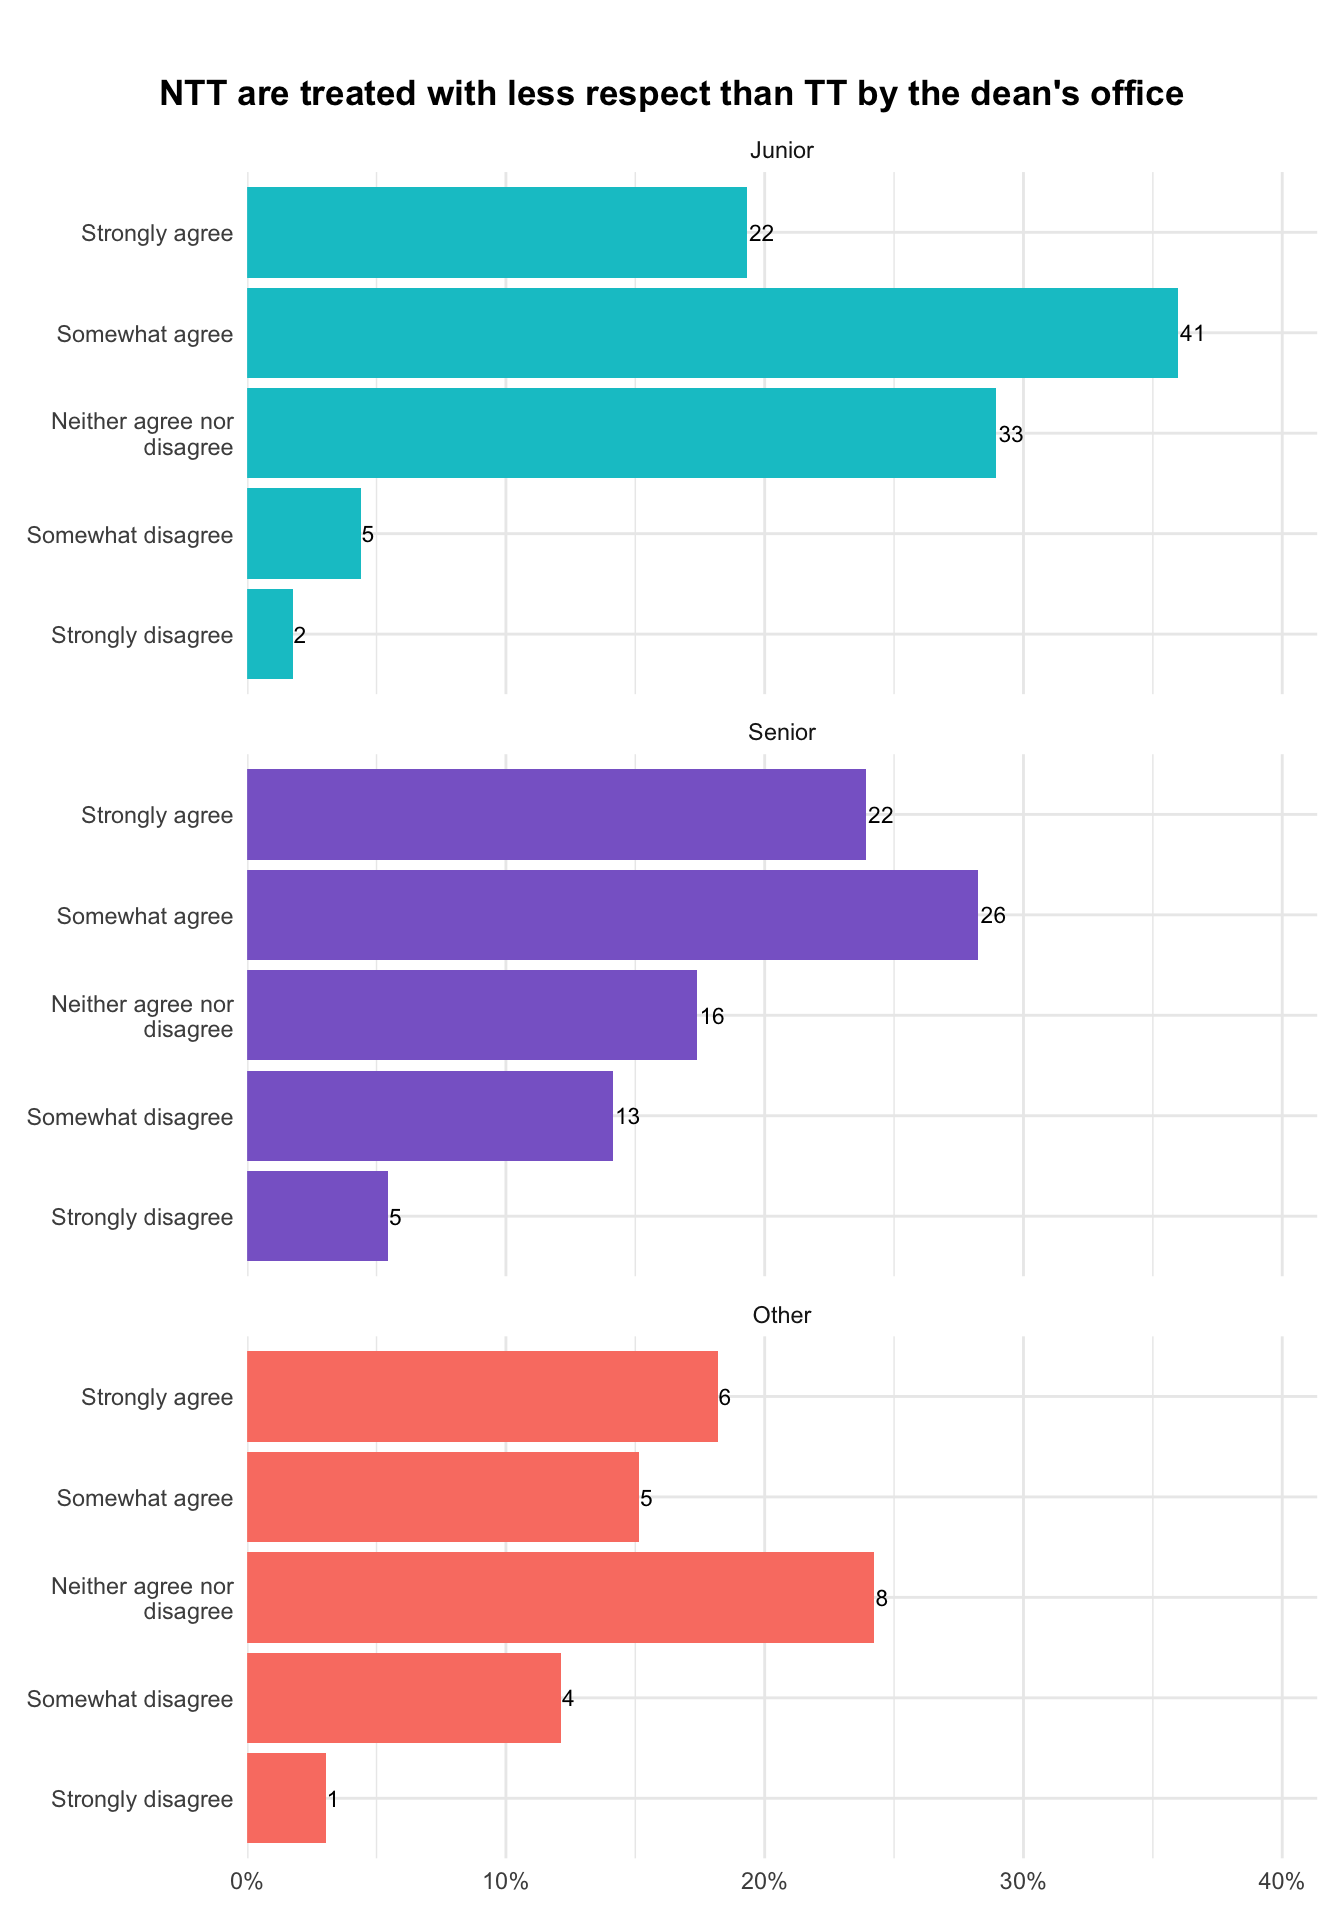 NTT are treated with less respect than TT by the dean's office
Junior
Strongly agree
22
Somewhat agree
41
Neither agree nor
disagree
33
Somewhat disagree
5
Strongly disagree
2
Senior
Strongly agree
22
Somewhat agree
26
Neither agree nor
disagree
16
Somewhat disagree
13
Strongly disagree
5
Other
Strongly agree
6
Somewhat agree
5
Neither agree nor
disagree
8
Somewhat disagree
4
Strongly disagree
1
0% 10% 20% 30% 40%